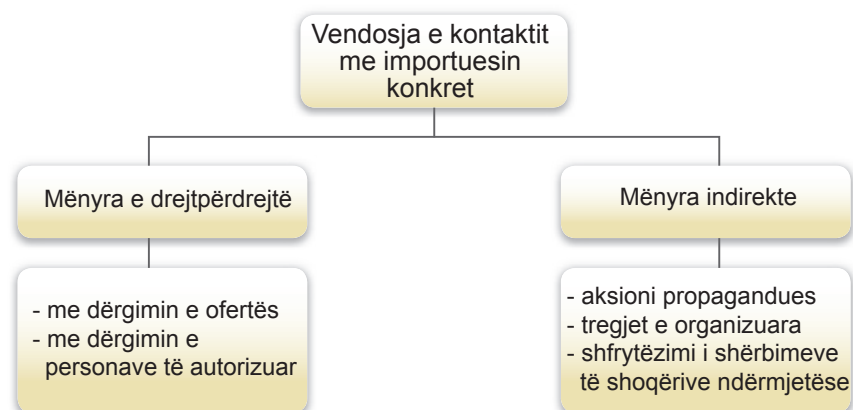 Vendosja e kontaktit
me importuesin
konkret
Mënyra e drejtpërdrejtë
Mënyra indirekte
- me dërgimin e ofertës
- me dërgimin e
personave të autorizuar
- aksioni propagandues
- tregjet e organizuara
- shfrytëzimi i shërbimeve
të shoqërive ndërmjetëse